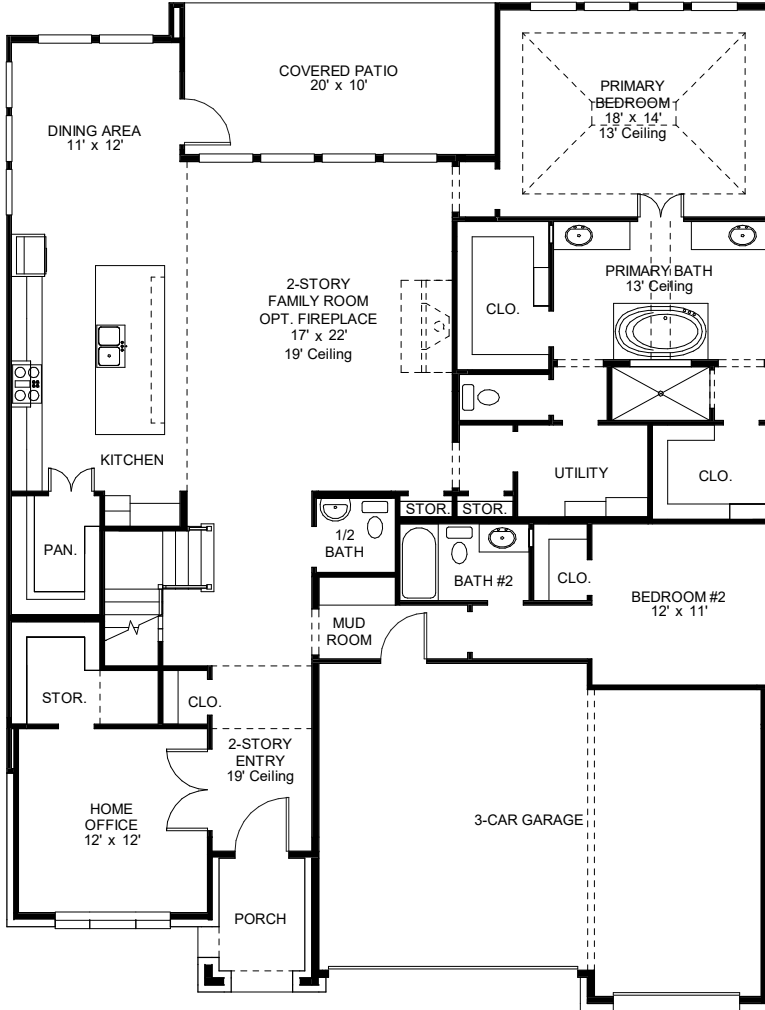 COVERED PATIO
20' x 10'
PRIMARY
BEDROOM
18' x 14'
13' Ceiling
DINING AREA
11' x 12'
2-STORY
FAMILY ROOM
OPT. FIREPLACE
17' x 22'
19' Ceiling
PRIMARY BATH
13' Ceiling
CLO.
KITCHEN
UTILITY
CLO.
STOR.
STOR.
PAN.
1/2
BATH
BATH #2
CLO.
BEDROOM #2
12' x 11'
MUD
ROOM
STOR.
CLO.
2-STORY
ENTRY
19' Ceiling
HOME
OFFICE
12' x 12'
3-CAR GARAGE
PORCH